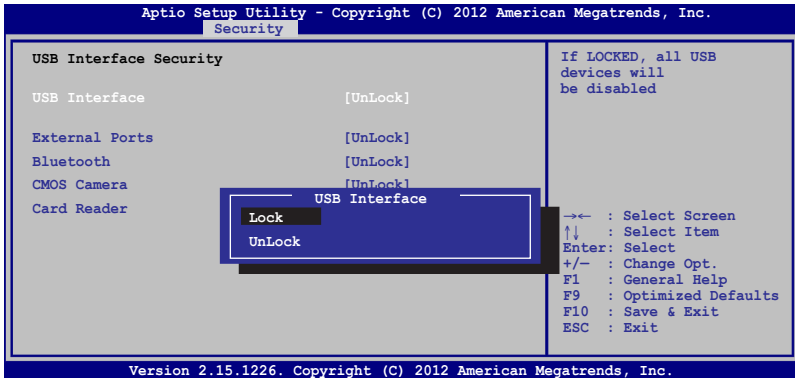 Aptio Setup Utility - Copyright (C) 2012 American Megatrends, Inc.
Security
USB Interface Security
USB Interface [UnLock]
External Ports [UnLock]
Bluetooth [UnLock]
CMOS Camera [UnLock]
Card Reader
USB Interface
Lock
UnLock
If LOCKED, all USB
devices will
be disabled
→← : Select Screen
↑↓ : Select Item
Enter: Select
+/— : Change Opt.
F1 : General Help
F9 : Optimized Defaults
F10 : Save & Exit
ESC : Exit
Version 2.15.1226. Copyright (C) 2012 American Megatrends, Inc.